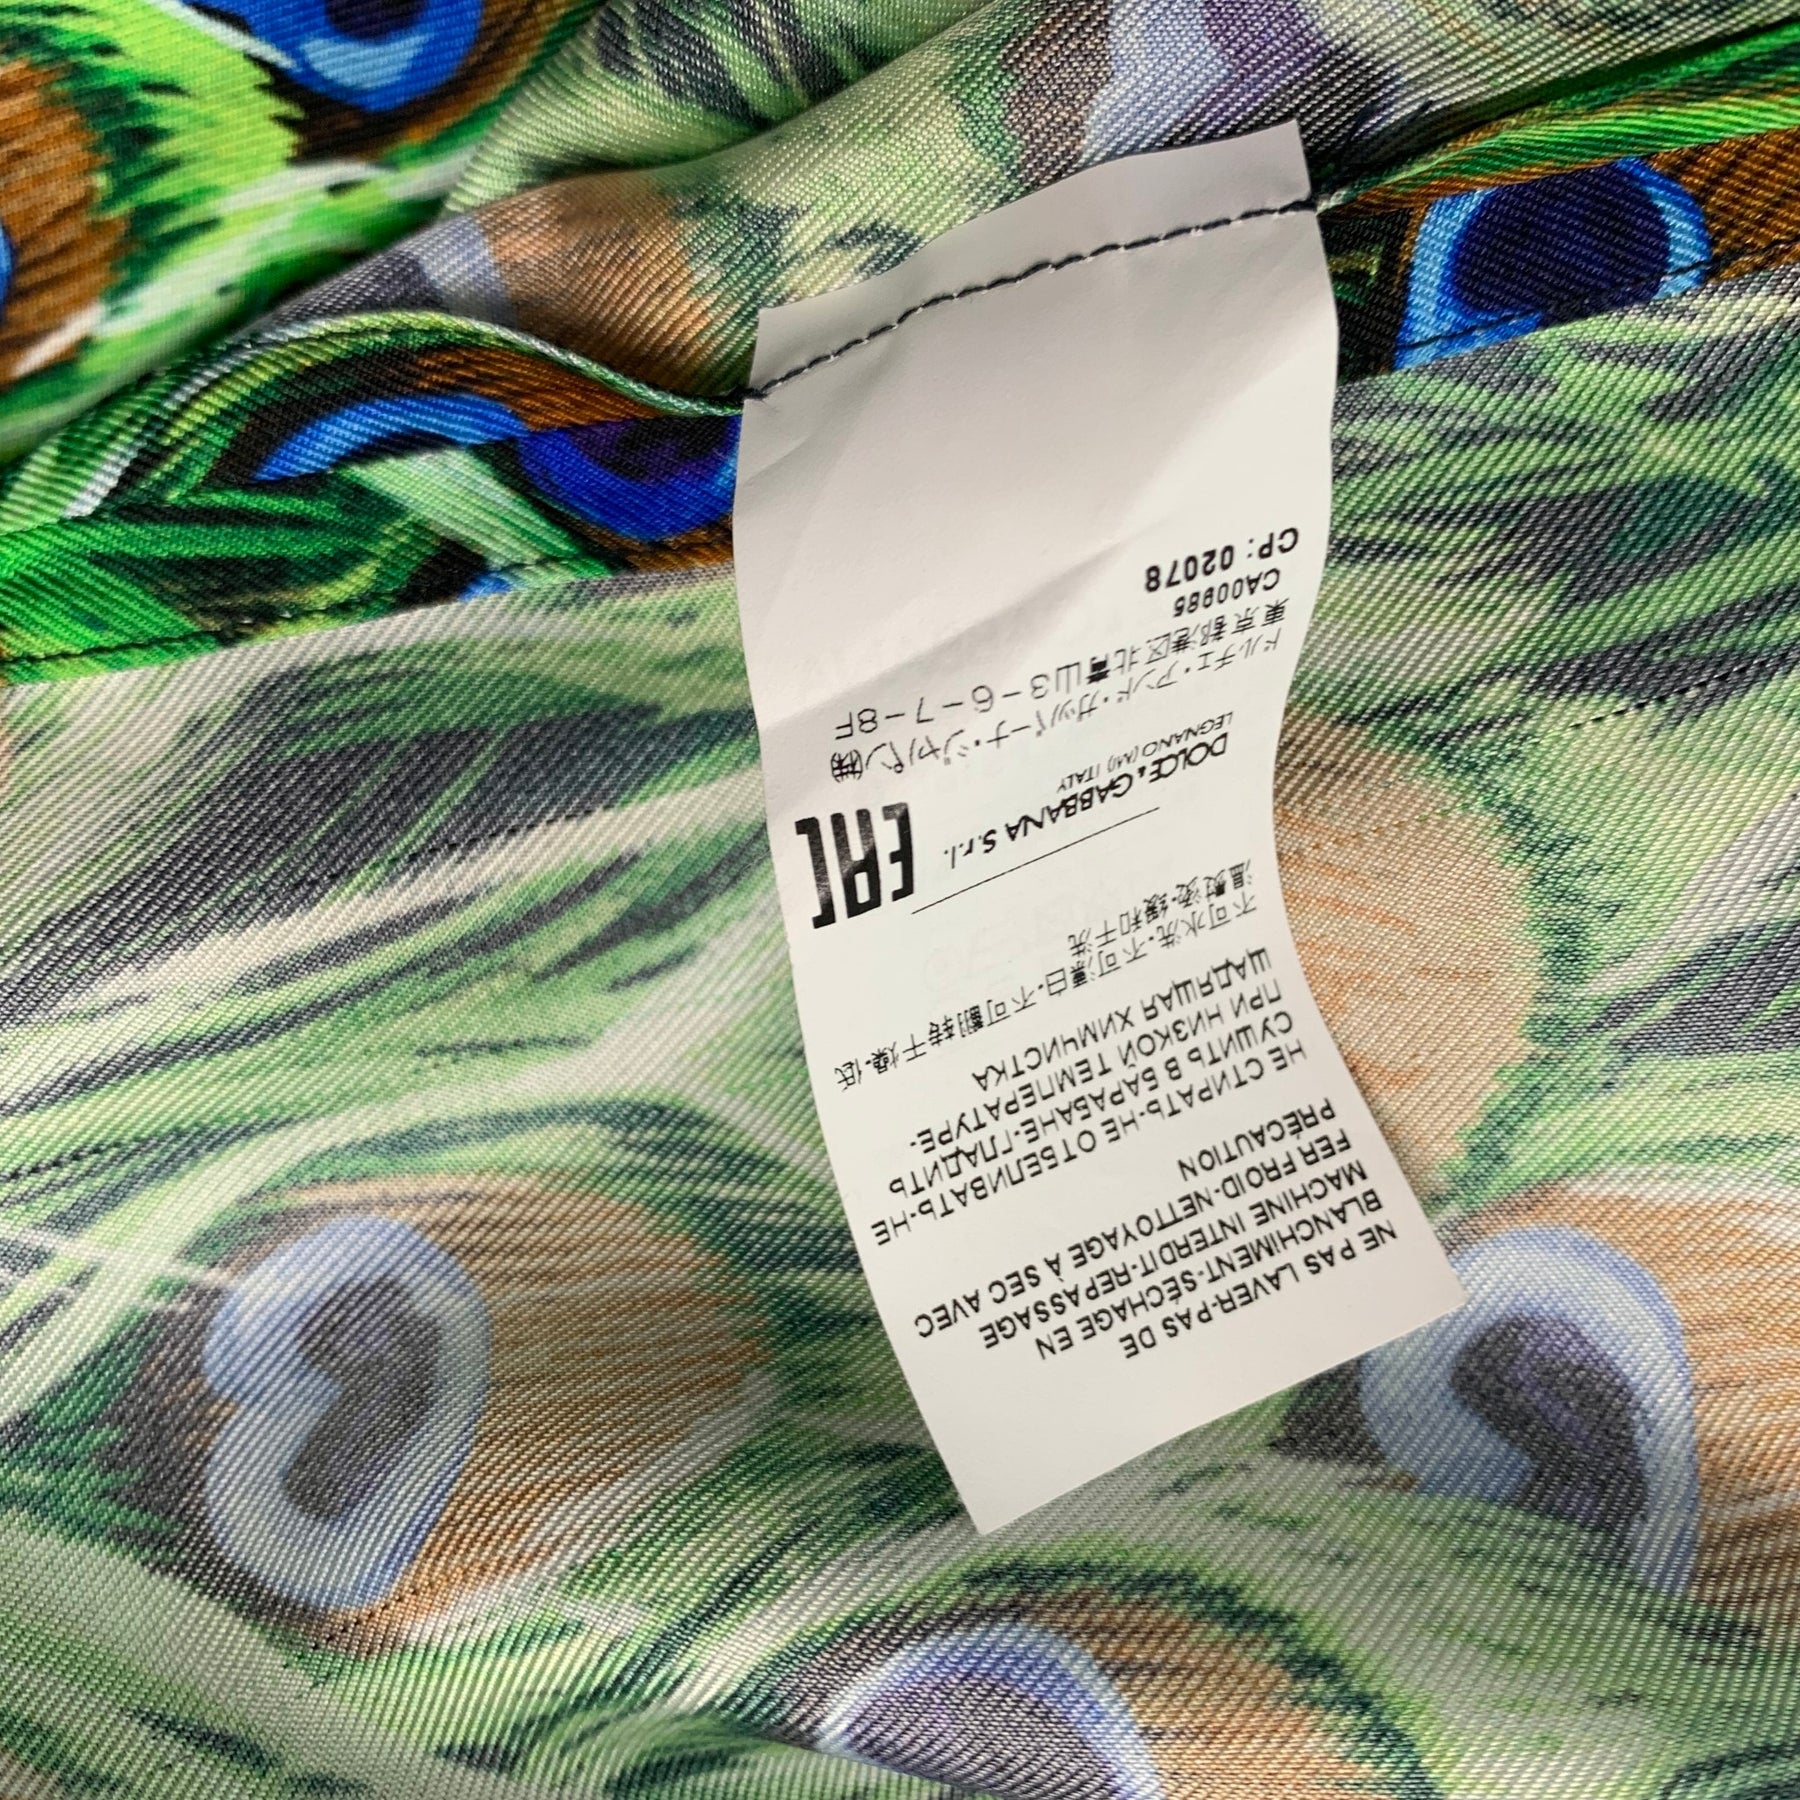 NE PAS LAVER-PAS DE
BLANCHIMENT-SÉCHAGE EN
MACHINE INTERDIT-REPASSAGE
FER FROID-NETTOYAGE À SEC AVEC
PRÉCAUTION
НЕ СТИРАТЬ-НЕ ОТБЕЛИВАТЬ-НЕ
СУШИТЬ В БАРАБАНЕ-ГЛАДИТЬ
ПРИ НИЗКОЙ ТЕМПЕРАТУРЕ-
ЩАДЯЩАЯ ХИМЧИСТКА
不可水洗-不可漂白-不可翻转干燥-低
温熨烫-缓和干洗
EAC
DOLCE & GABBANA S.r.l.
LEGNANO (MI) ITALY
ドルチェ・アンド・ガッバーナ・ジャパン㈱
東京都港区北青山3-6-7-8F
CA00985
CP: 02078